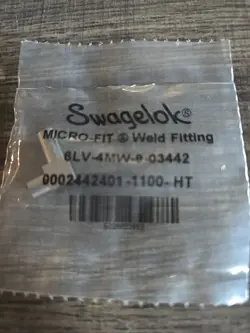 Swagelok®
MICRO-FIT ® Weld Fitting
6LV-4MW-9-03442
0002442401-1100-HT